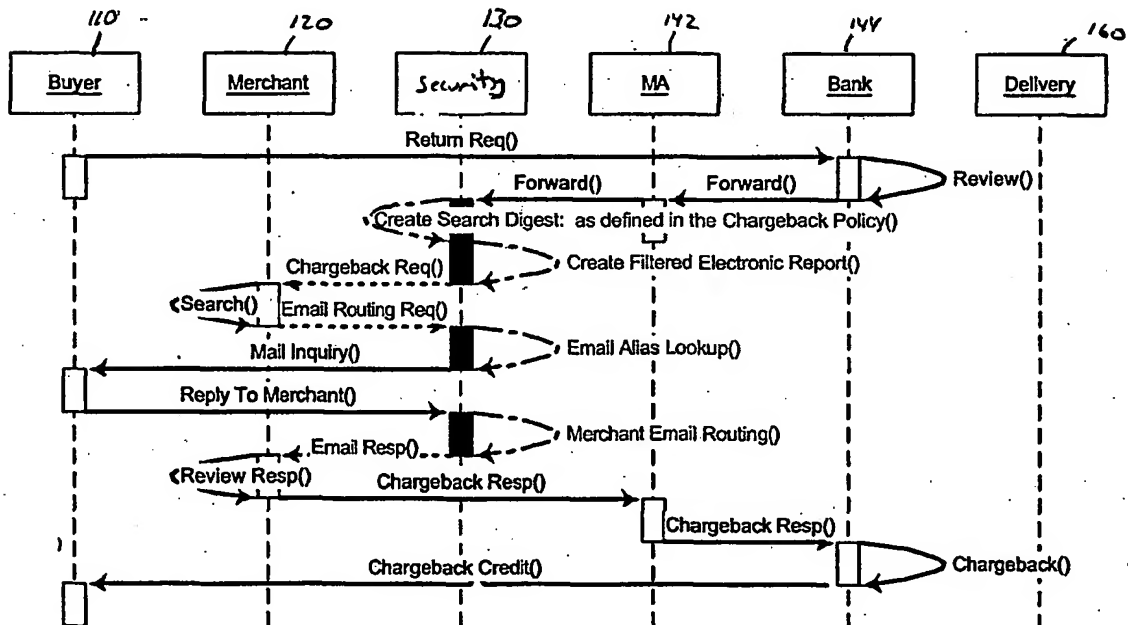 110 120 130 142 144 160
Buyer Merchant Security MA Bank Delivery
Return Req()
Review()
Forward() Forward()
Create Search Digest: as defined in the Chargeback Policy()
Create Filtered Electronic Report()
Chargeback Req()
Search()
Email Routing Req()
Email Alias Lookup()
Mail Inquiry()
Reply To Merchant()
Merchant Email Routing()
Email Resp()
Review Resp()
Chargeback Resp()
Chargeback Resp()
Chargeback()
Chargeback Credit()